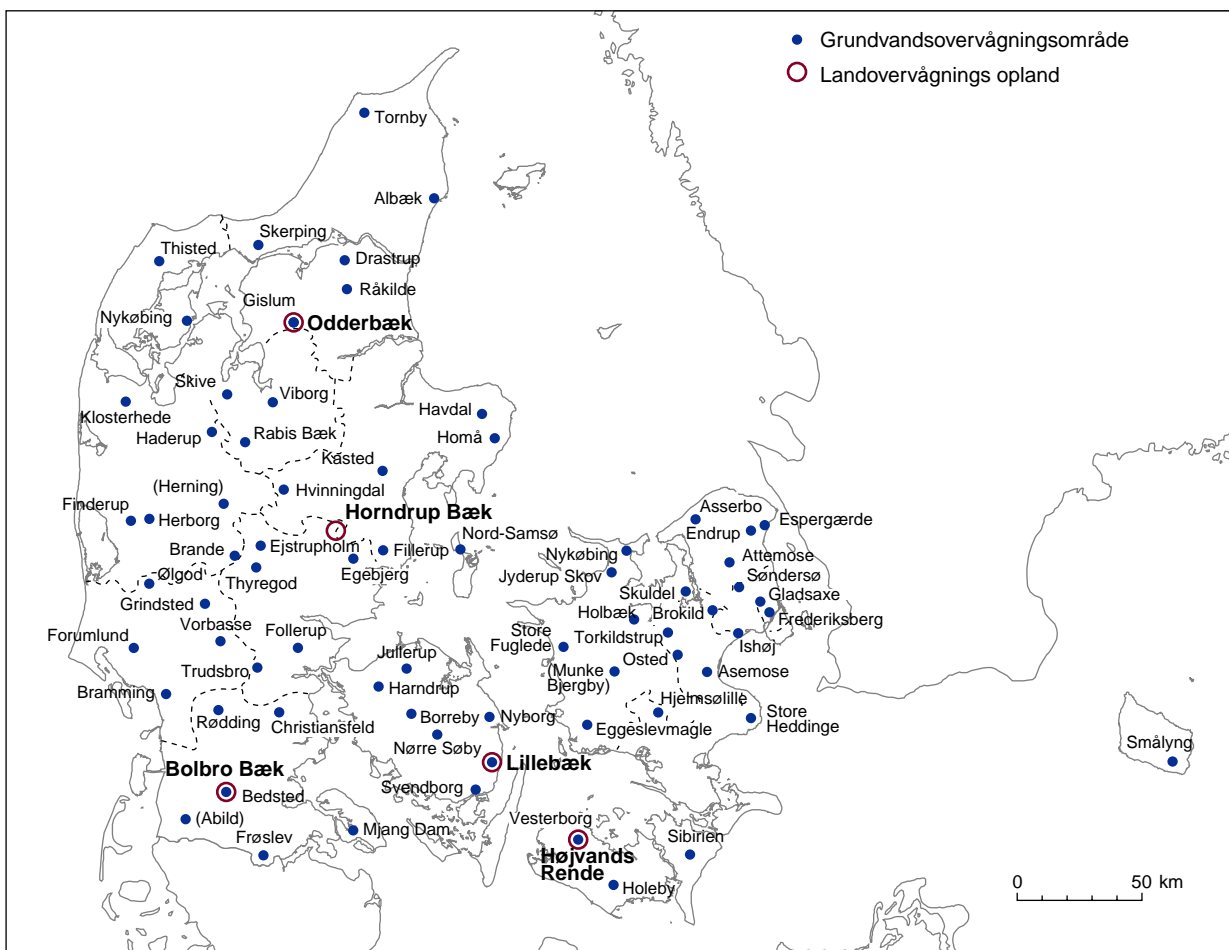 Grundvandsovervågningsområde
Landovervågnings opland
Tornby
Albæk
Skerping
Thisted
Drastrup
Råkilde
Gislum
Nykøbing
Odderbæk
Skive
Viborg
Klosterhede
Havdal
Haderup
Rabis Bæk
Homå
Kasted
(Herning)
Hvinningdal
Finderup
Herborg
Horndrup Bæk
Asserbo
Espergærde
Endrup
Nord-Samsø
Brande
Ejstrupholm
Fillerup
Nykøbing
Attemose
Ølgod
Thyregod
Egebjerg
Jyderup Skov
Søndersø
Skuldel
Gladsaxe
Grindsted
Holbæk
Brokild
Frederiksberg
Vorbasse
Forumlund
Follerup
Store
Fuglede
Torkildstrup
Ishøj
Jullerup
Osted
Trudsbro
(Munke
Bjergby)
Asemose
Bramming
Harndrup
Hjelmsølille
Rødding
Christiansfeld
Borreby
Nyborg
Eggeslevmagle
Store
Heddinge
Nørre Søby
Smålyng
Bolbro Bæk
Lillebæk
Bedsted
Svendborg
(Abild)
Vesterborg
Mjang Dam
Sibirien
Frøslev
Højvands
Rende
Holeby
0 50 km